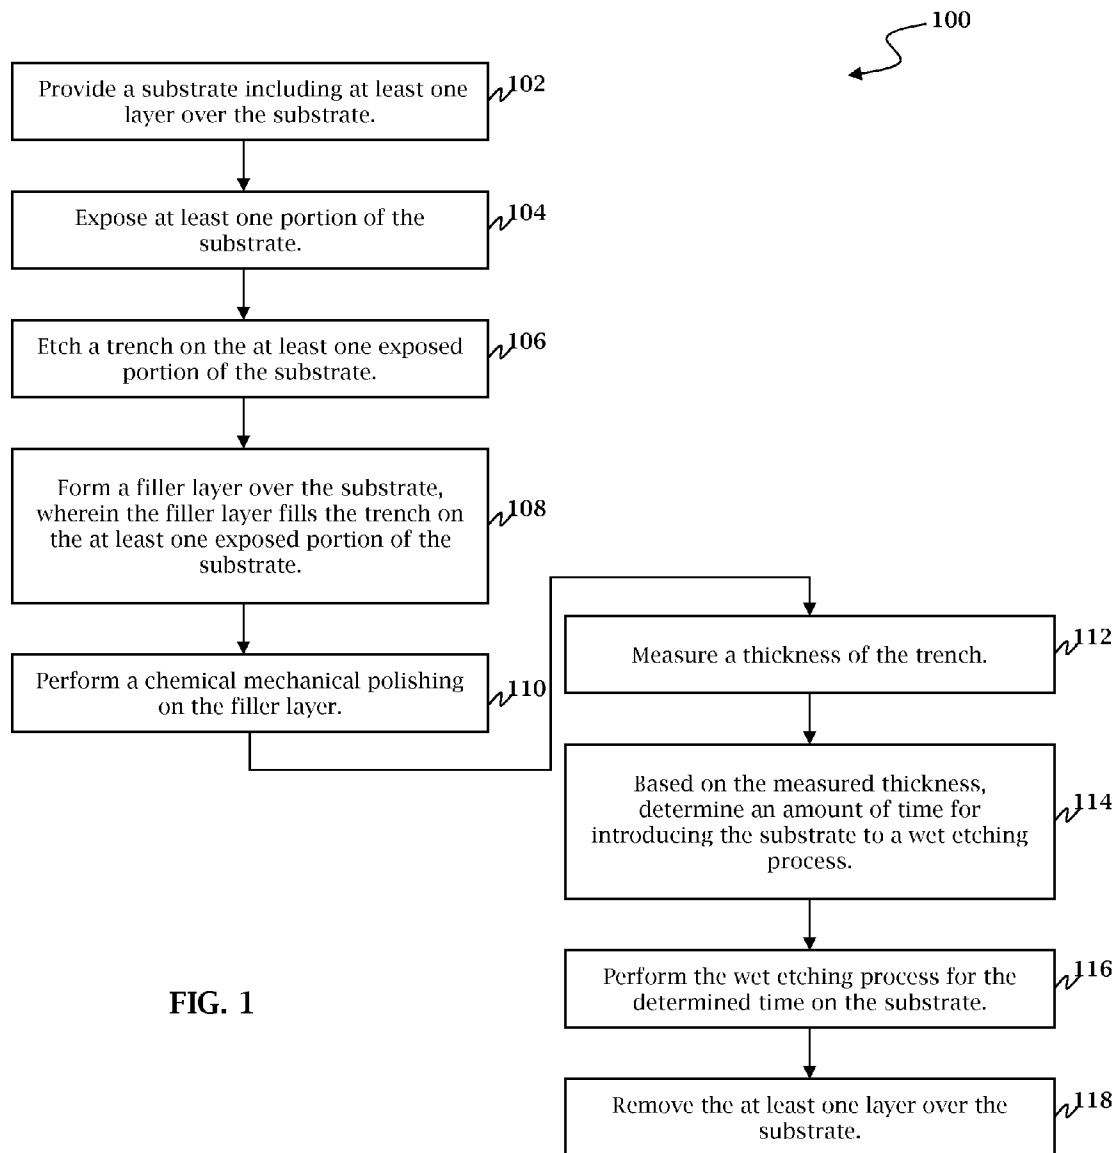 100
Provide a substrate including at least one
layer over the substrate.
102
Expose at least one portion of the
substrate.
104
Etch a trench on the at least one exposed
portion of the substrate.
106
Form a filler layer over the substrate,
wherein the filler layer fills the trench on
the at least one exposed portion of the
substrate.
108
Perform a chemical mechanical polishing
on the filler layer.
110
Measure a thickness of the trench.
112
Based on the measured thickness,
determine an amount of time for
introducing the substrate to a wet etching
process.
114
Perform the wet etching process for the
determined time on the substrate.
116
Remove the at least one layer over the
substrate.
118
FIG. 1